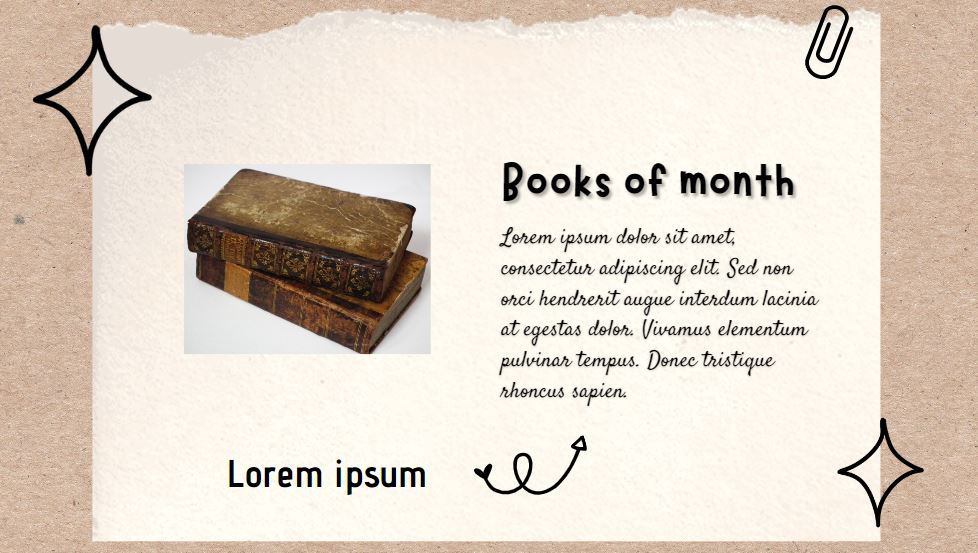 Books of month
Lorem ipsum dolor sit amet,
consectetur adipiscing elit. Sed non
orci hendrerit augue interdum lacinia
at egestas dolor. Vivamus elementum
pulvinar tempus. Donec tristique
rhoncus sapien.
Lorem ipsum